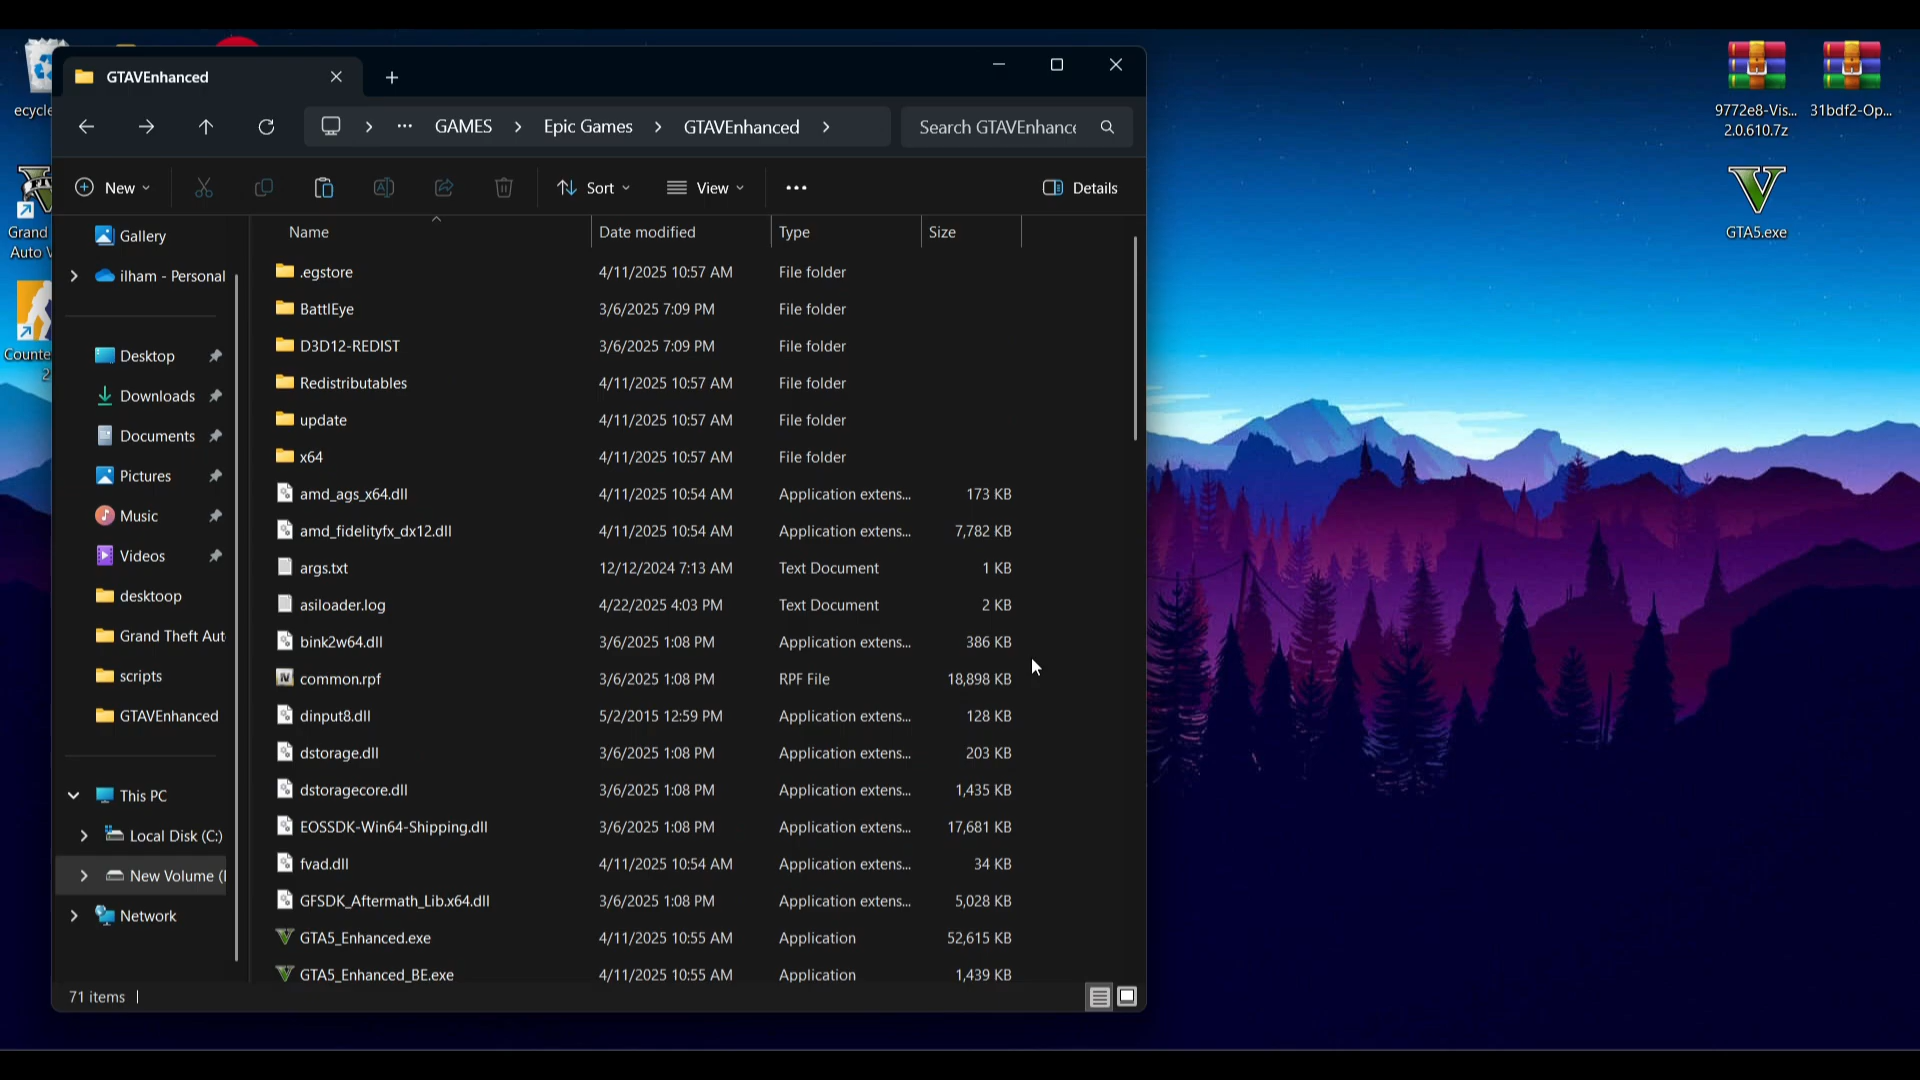 GTAVEnhanced
GAMES
Epic Games
GTAVEnhanced
Search GTAVEnhance
New
Sort
View
Details
Gallery
ilham - Personal
Desktop
Downloads
Documents
Pictures
Music
Videos
desktoop
Grand Theft Aut
scripts
GTAVEnhanced
This PC
Local Disk (C:)
New Volume (
Network
Name Date modified Type Size
.egstore 4/11/2025 10:57 AM File folder
BattlEye 3/6/2025 7:09 PM File folder
D3D12-REDIST 3/6/2025 7:09 PM File folder
Redistributables 4/11/2025 10:57 AM File folder
update 4/11/2025 10:57 AM File folder
x64 4/11/2025 10:57 AM File folder
amd_ags_x64.dll 4/11/2025 10:54 AM Application extens... 173 KB
amd_fidelityfx_dx12.dll 4/11/2025 10:54 AM Application extens... 7,782 KB
args.txt 12/12/2024 7:13 AM Text Document 1 KB
asiloader.log 4/22/2025 4:03 PM Text Document 2 KB
bink2w64.dll 3/6/2025 1:08 PM Application extens... 386 KB
common.rpf 3/6/2025 1:08 PM RPF File 18,898 KB
dinput8.dll 5/2/2015 12:59 PM Application extens... 128 KB
dstorage.dll 3/6/2025 1:08 PM Application extens... 203 KB
dstoragecore.dll 3/6/2025 1:08 PM Application extens... 1,435 KB
EOSSDK-Win64-Shipping.dll 3/6/2025 1:08 PM Application extens... 17,681 KB
fvad.dll 4/11/2025 10:54 AM Application extens... 34 KB
GFSDK_Aftermath_Lib.x64.dll 3/6/2025 1:08 PM Application extens... 5,028 KB
GTA5_Enhanced.exe 4/11/2025 10:55 AM Application 52,615 KB
GTA5_Enhanced_BE.exe 4/11/2025 10:55 AM Application 1,439 KB
71 items
ecycle
Grand
Auto V
Counte
2
9772e8-Vis...
2.0.610.7z
31bdf2-Op...
GTA5.exe